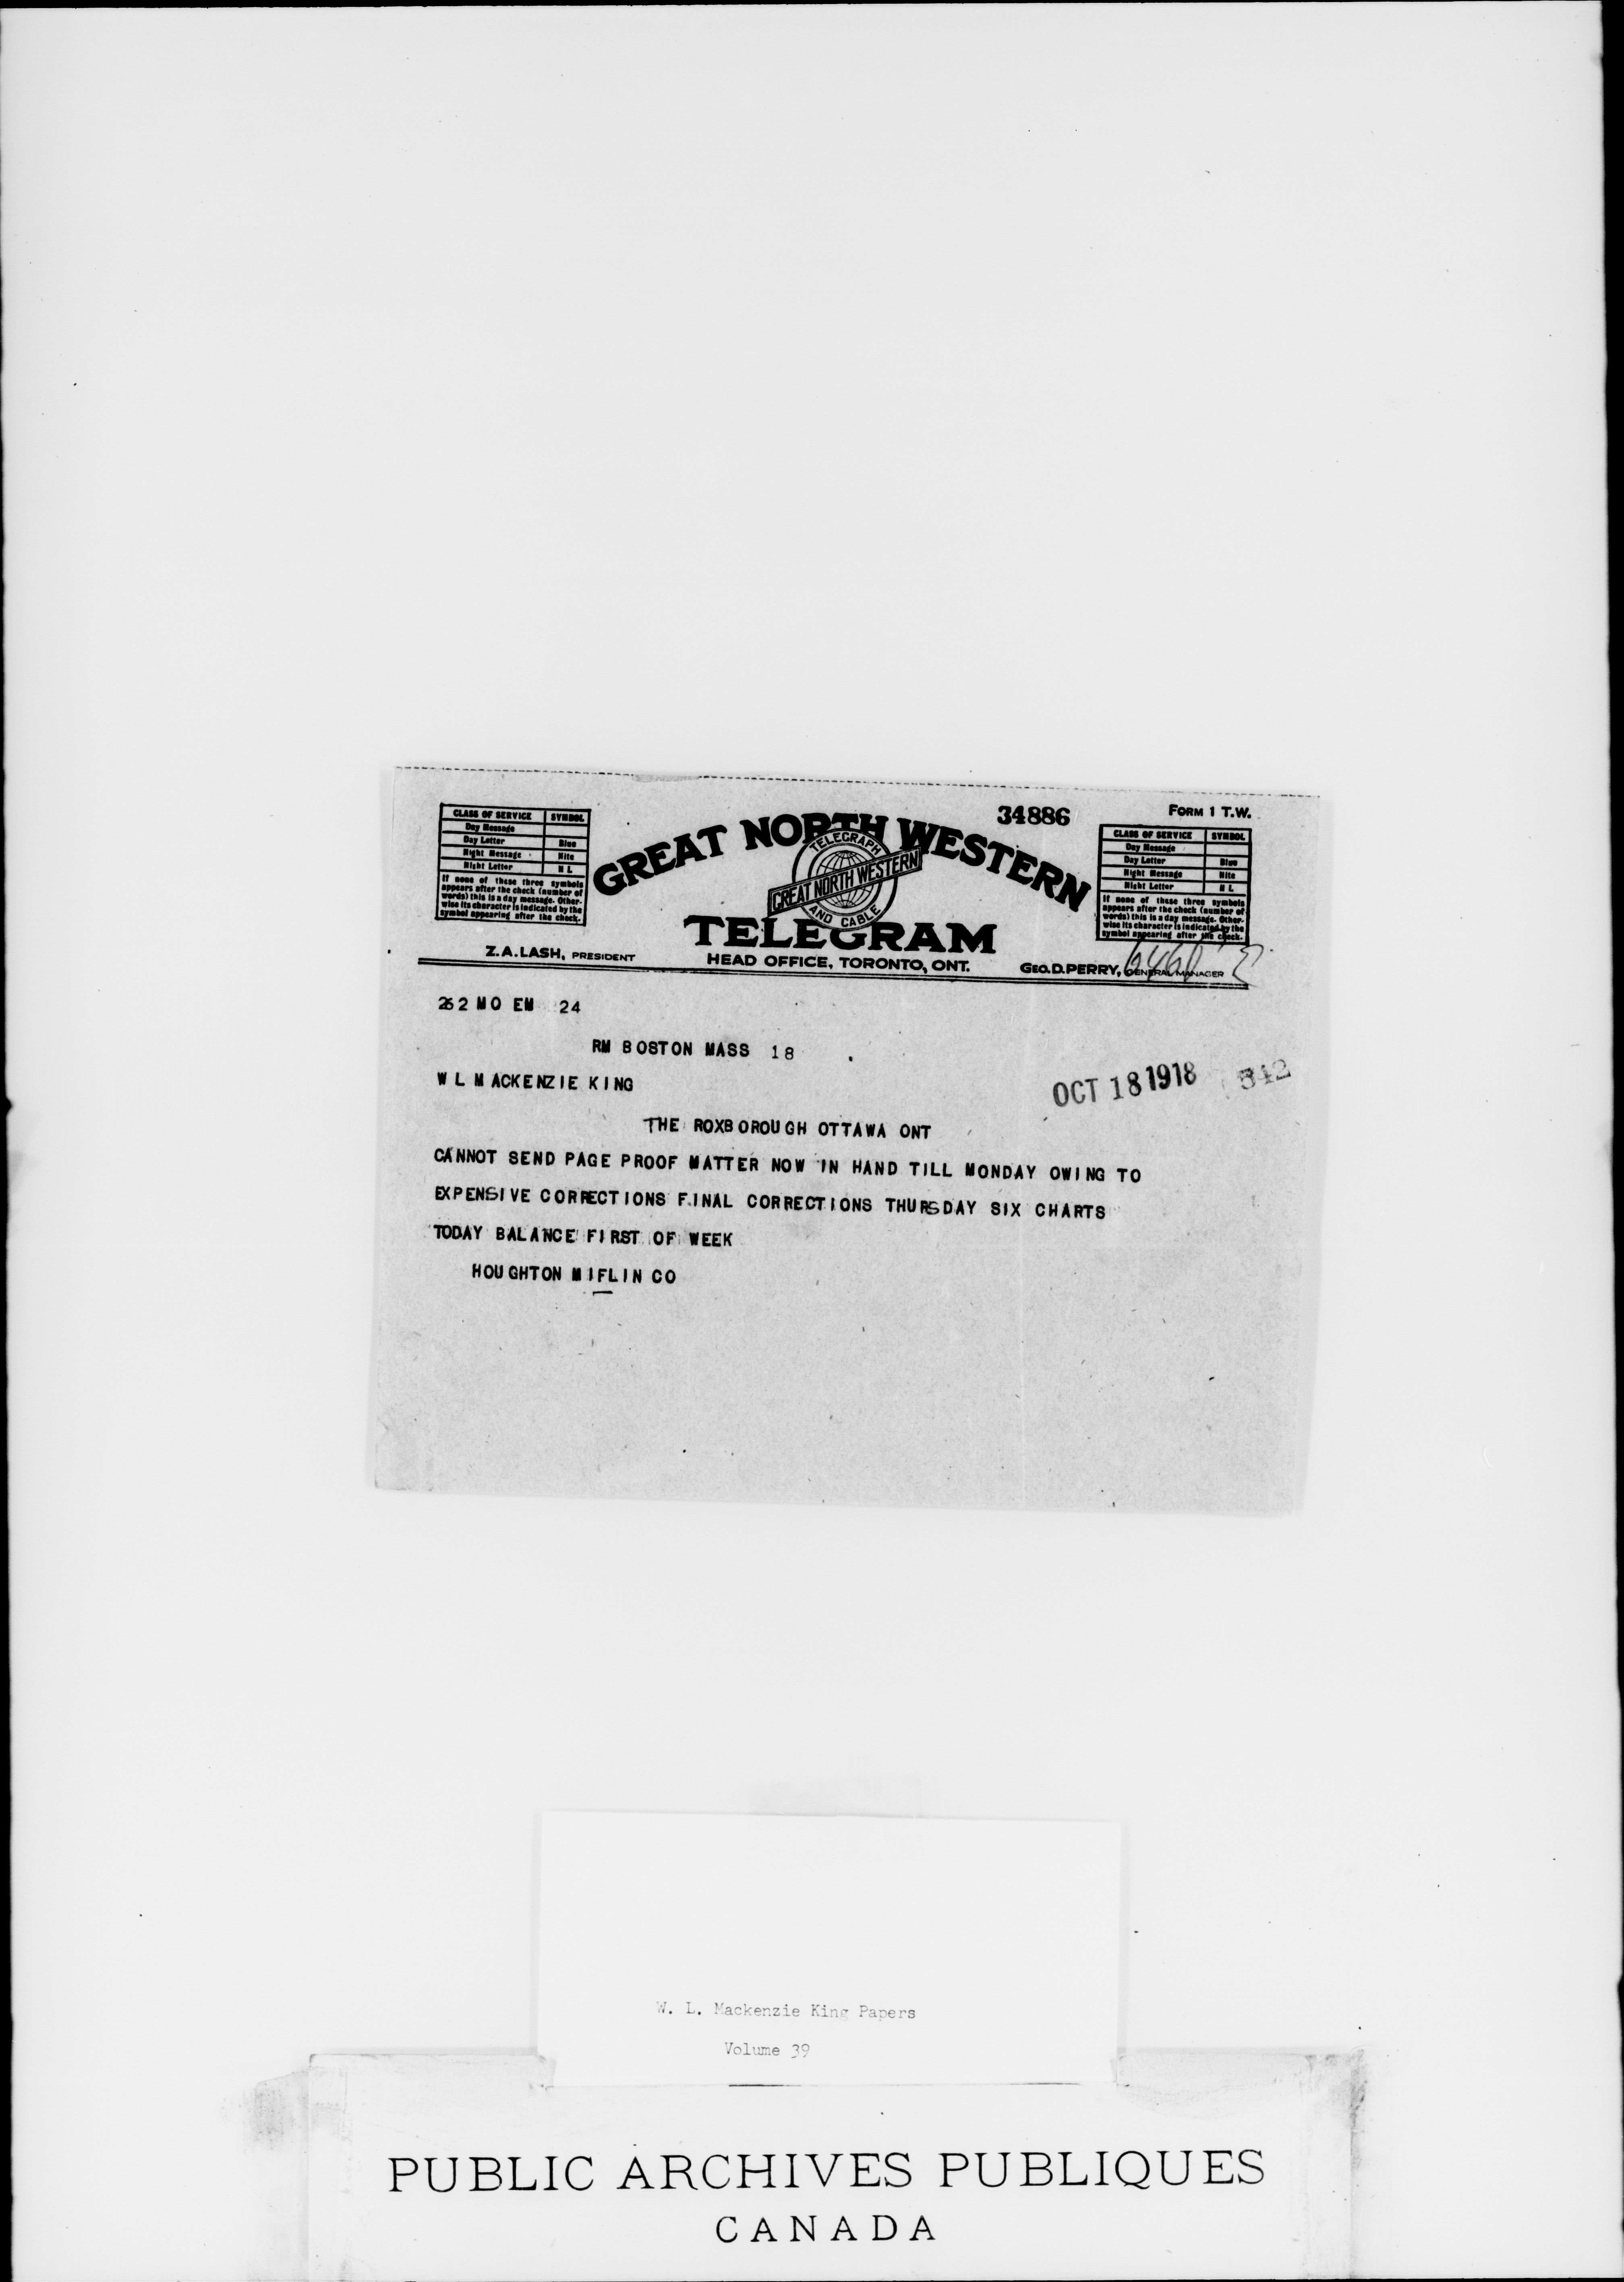 34886
FORM 1 T.W.
CLASS OF SERVICE SYMBOL
Day Message
Day Letter Blue
Night Message Nite
Night Letter N L
If none of these three symbols
appears after the check (number of
words) this is a day message. Other-
wise its character is indicated by the
symbol appearing after the check.
GREAT NORTH WESTERN
TELEGRAPH
GREAT NORTH WESTERN
AND CABLE
TELEGRAM
CLASS OF SERVICE SYMBOL
Day Message
Day Letter Blue
Night Message Nite
Night Letter N L
If none of these three symbols
appears after the check (number of
words) this is a day message. Other-
wise its character is indicated by the
symbol appearing after the check.
Z.A.LASH, PRESIDENT
HEAD OFFICE, TORONTO, ONT.
GEO.D.PERRY, GENERAL MANAGER
262 MO EM 24
RM BOSTON MASS 18
W L MACKENZIE KING
OCT 18 1918 342
THE ROXBOROUGH OTTAWA ONT
CANNOT SEND PAGE PROOF MATTER NOW IN HAND TILL MONDAY OWING TO
EXPENSIVE CORRECTIONS FINAL CORRECTIONS THURSDAY SIX CHARTS
TODAY BALANCE FIRST OF WEEK
HOUGHTON MIFLIN CO
W. L. Mackenzie King Papers
Volume 39
PUBLIC ARCHIVES PUBLIQUES
CANADA